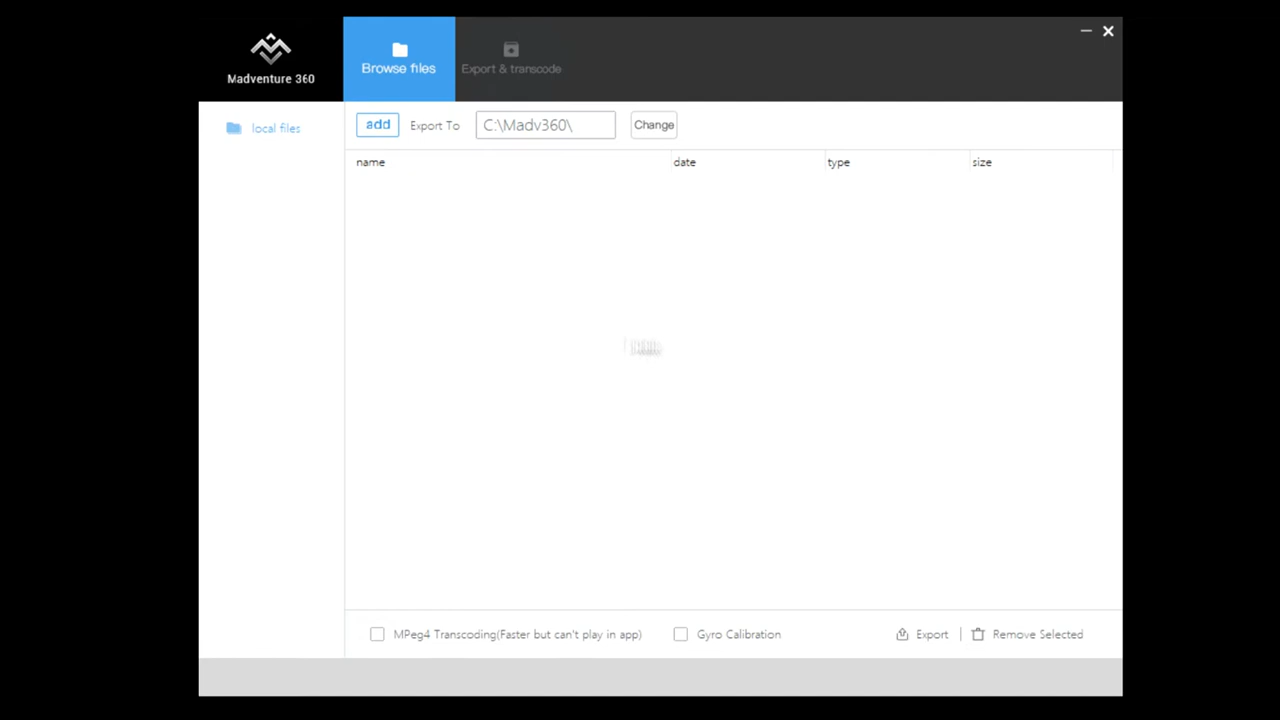 Madventure 360
Browse files
Export & transcode
local files
add
Export To
C:\Madv360\
Change
name
date
type
size
MPeg4 Transcoding(Faster but can't play in app)
Gyro Calibration
Export
Remove Selected